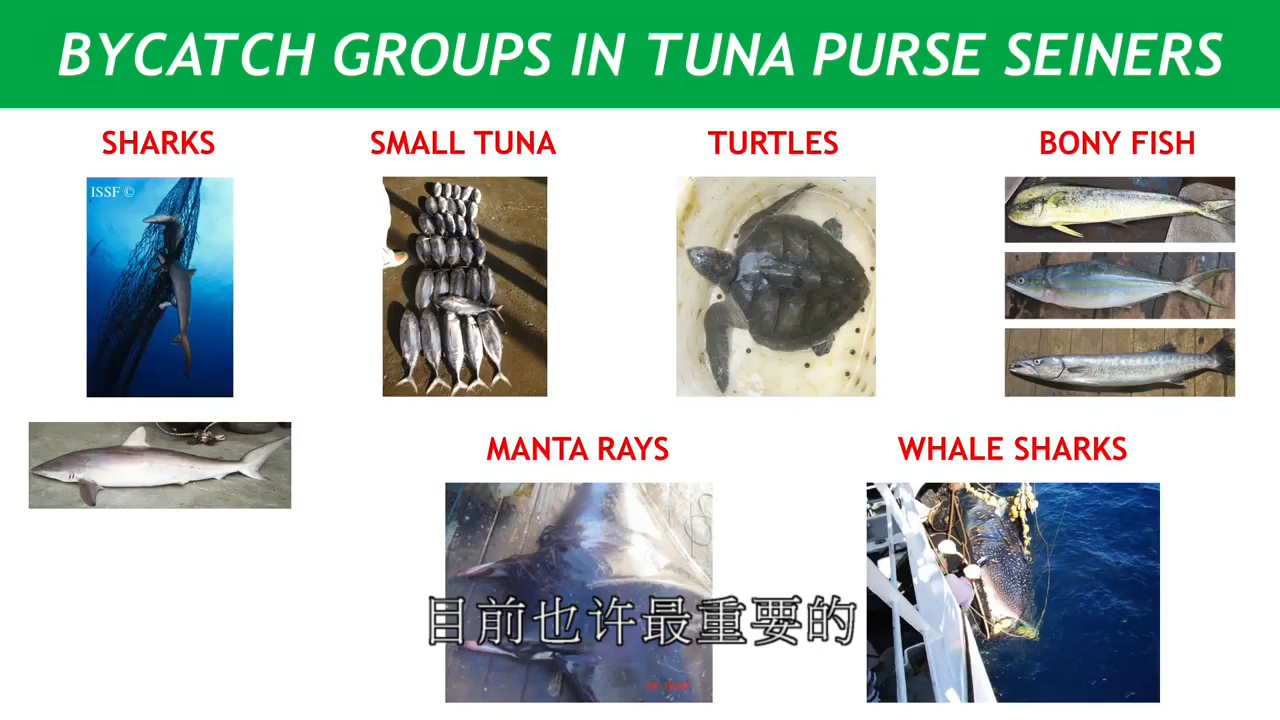 BYCATCH GROUPS IN TUNA PURSE SEINERS
SHARKS
SMALL TUNA
TURTLES
BONY FISH
ISSF ©
MANTA RAYS
WHALE SHARKS
目前也许最重要的